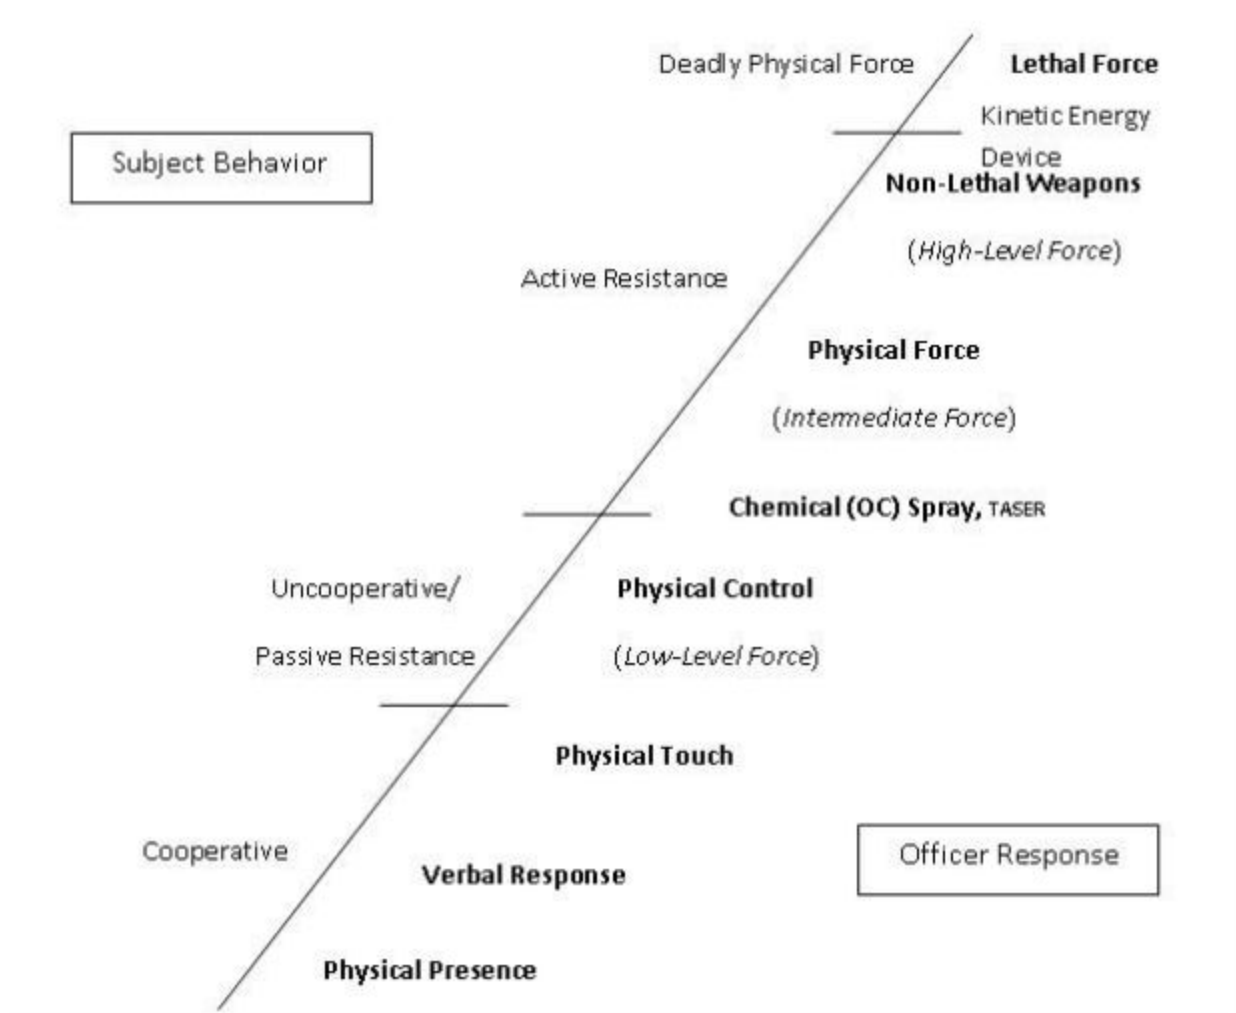 Deadly Physical Force
Lethal Force
Kinetic Energy
Device
Subject Behavior
Non-Lethal Weapons
(High-Level Force)
Active Resistance
Physical Force
(Intermediate Force)
Chemical (OC) Spray, TASER
Uncooperative/
Physical Control
Passive Resistance
(Low-Level Force)
Physical Touch
Cooperative
Officer Response
Verbal Response
Physical Presence